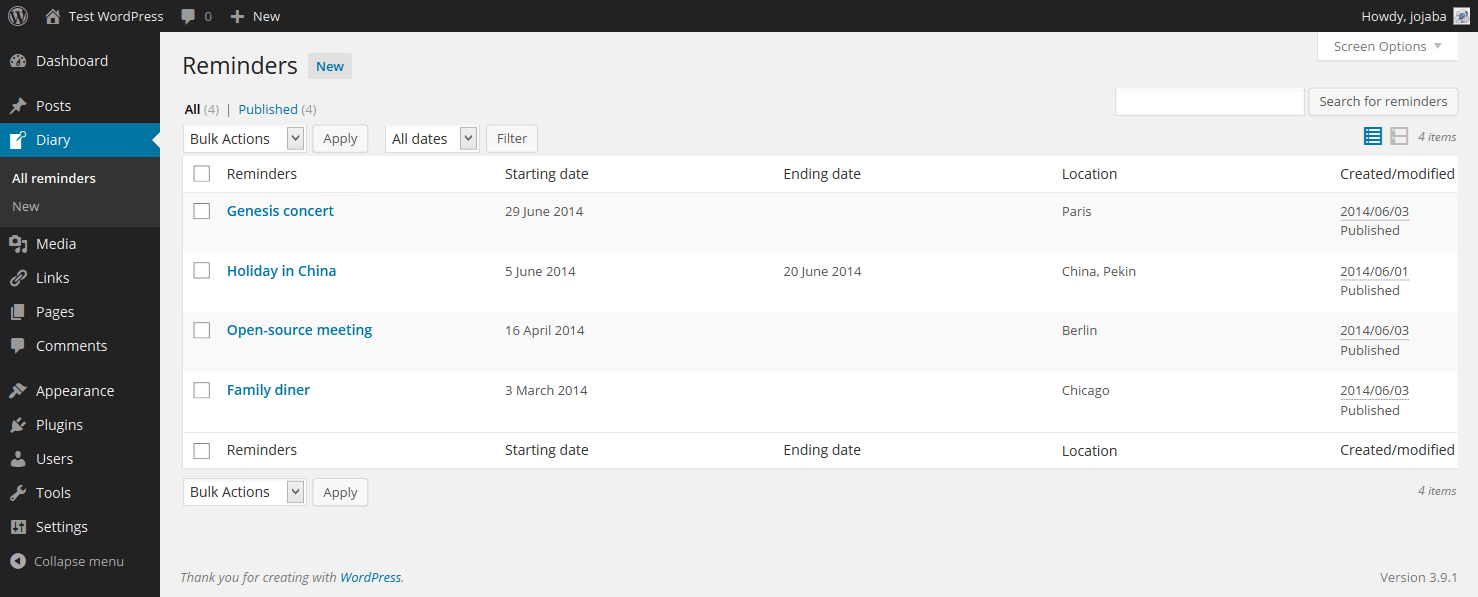 Test WordPress 0 New Howdy, jojaba
Dashboard
Posts
Diary
All reminders
New
Media
Links
Pages
Comments
Appearance
Plugins
Users
Tools
Settings
Collapse menu
Screen Options
Reminders New
All (4) | Published (4)
Search for reminders
Bulk Actions Apply All dates Filter 4 items
Reminders Starting date Ending date Location Created/modified
Genesis concert 29 June 2014 Paris 2014/06/03
Published
Holiday in China 5 June 2014 20 June 2014 China, Pekin 2014/06/01
Published
Open-source meeting 16 April 2014 Berlin 2014/06/03
Published
Family diner 3 March 2014 Chicago 2014/06/03
Published
Reminders Starting date Ending date Location Created/modified
Bulk Actions Apply 4 items
Thank you for creating with WordPress. Version 3.9.1